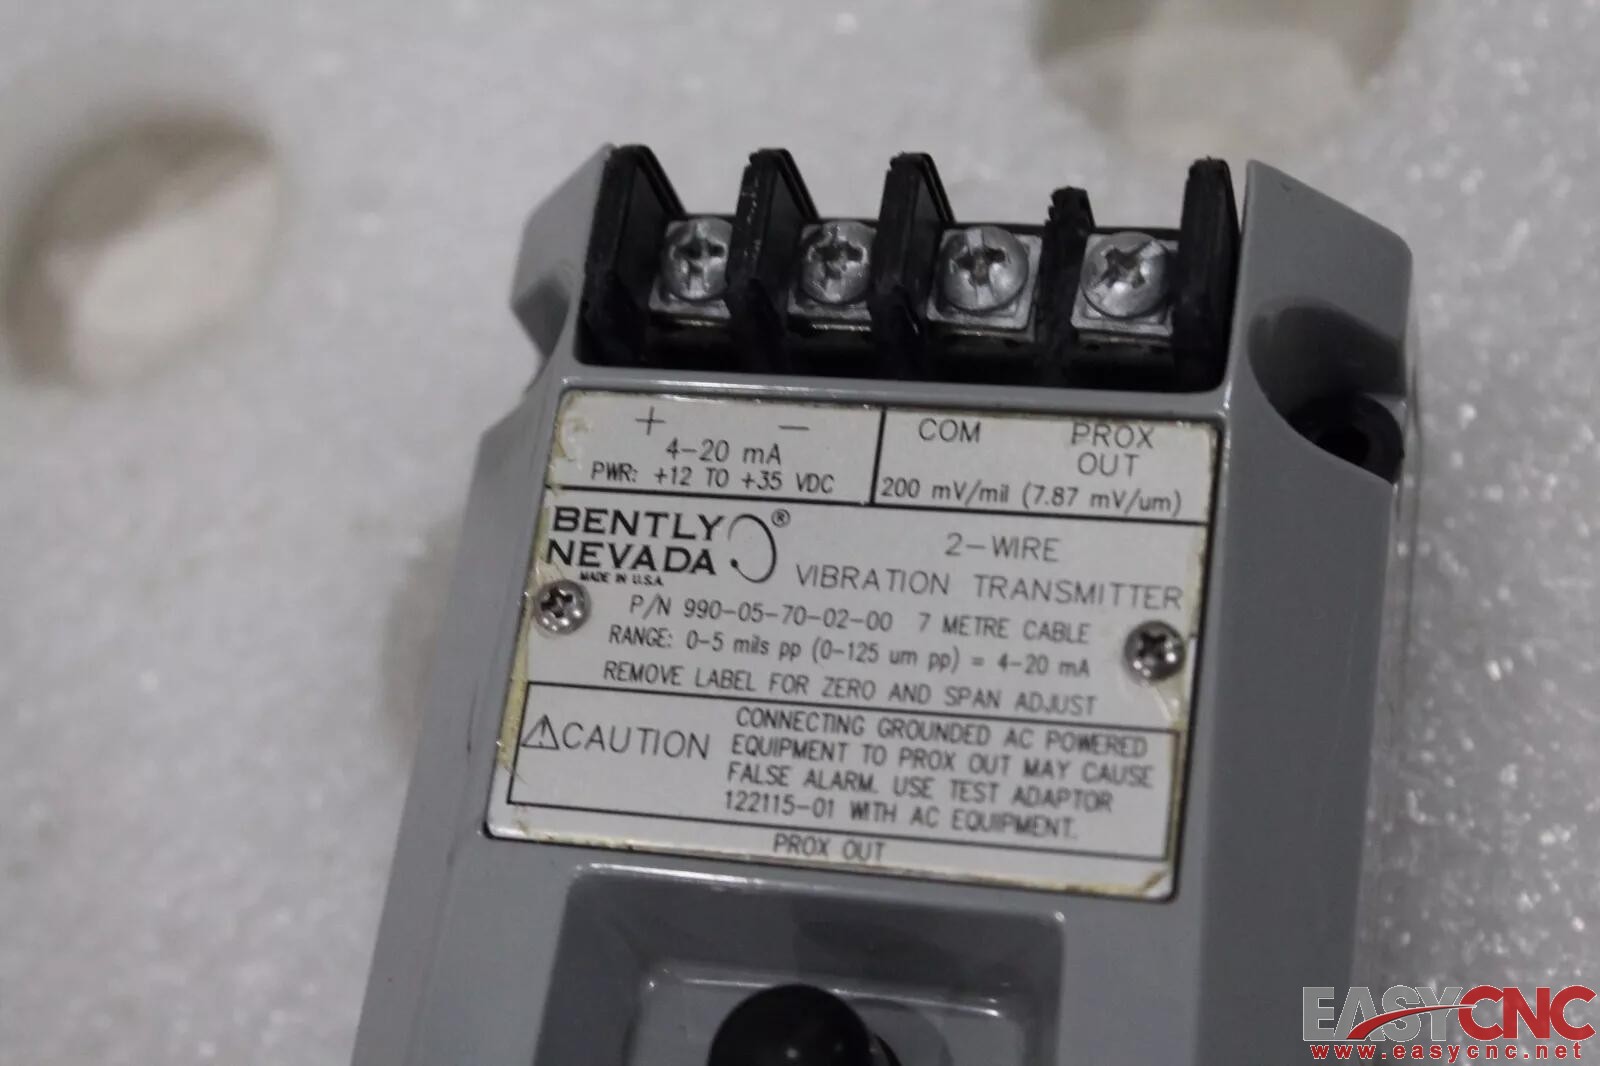 + −
4-20 mA
PWR: +12 TO +35 VDC
COM PROX
OUT
200 mV/mil (7.87 mV/um)
BENTLY ®
NEVADA
MADE IN U.S.A.
2-WIRE
VIBRATION TRANSMITTER
P/N 990-05-70-02-00 7 METRE CABLE
RANGE: 0-5 mils pp (0-125 um pp) = 4-20 mA
REMOVE LABEL FOR ZERO AND SPAN ADJUST
CAUTION
CONNECTING GROUNDED AC POWERED
EQUIPMENT TO PROX OUT MAY CAUSE
FALSE ALARM. USE TEST ADAPTOR
122115-01 WITH AC EQUIPMENT.
PROX OUT
EASYCNC
www.easycnc.net